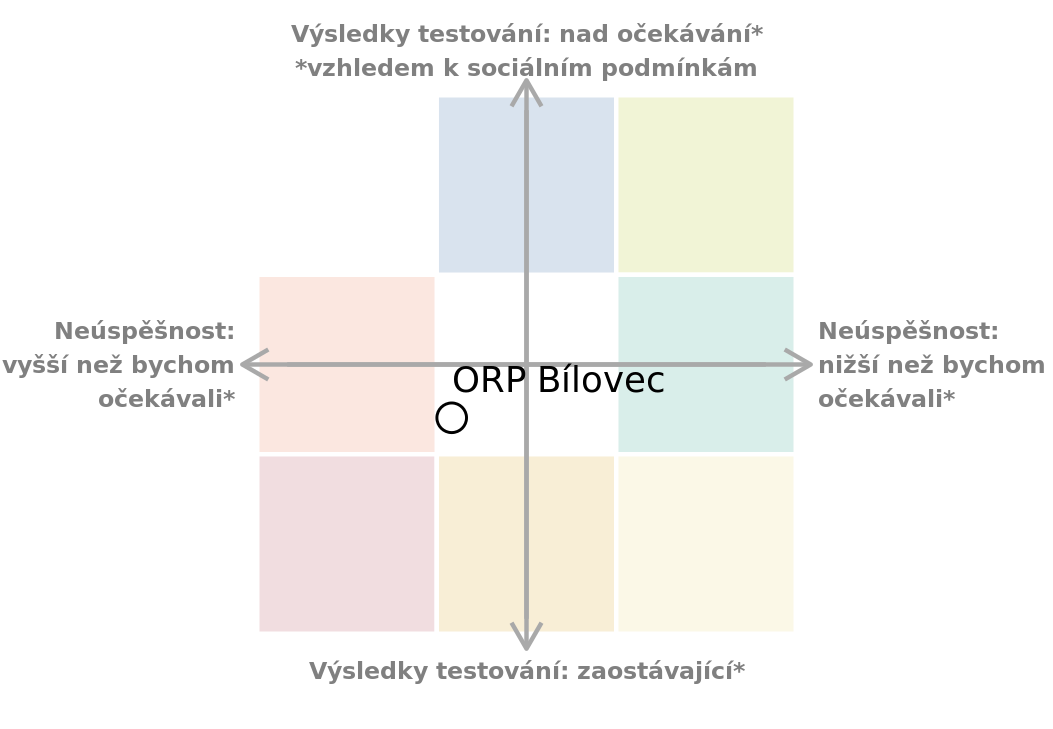 Výsledky testování: nad očekávání*
*vzhledem k sociálním podmínkám
Neúspěšnost:
vyšší než bychom
očekávali*
Neúspěšnost:
nižší než bychom
očekávali*
ORP Bílovec
Výsledky testování: zaostávající*